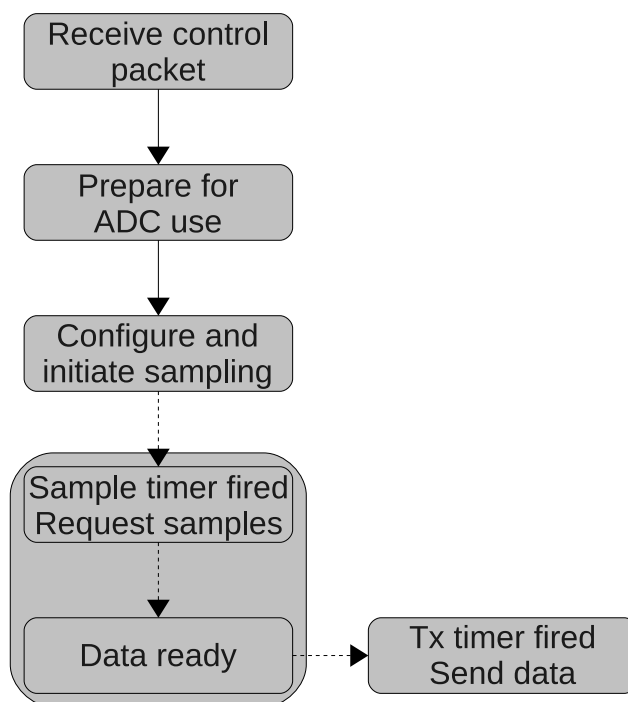 Receive control
packet
Prepare for
ADC use
Configure and
initiate sampling
Sample timer fired
Request samples
Data ready
Tx timer fired
Send data